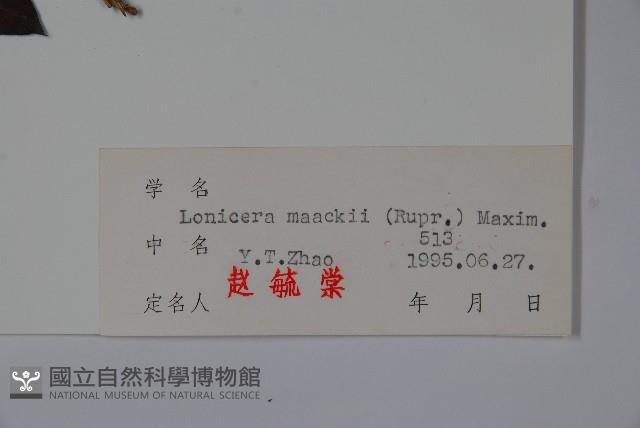 学 名
Lonicera maackii (Rupr.) Maxim.
513
中 名
Y.T.Zhao 1995.06.27.
赵毓棠
定名人 年 月 日
國立自然科學博物館
NATIONAL MUSEUM OF NATURAL SCIENCE